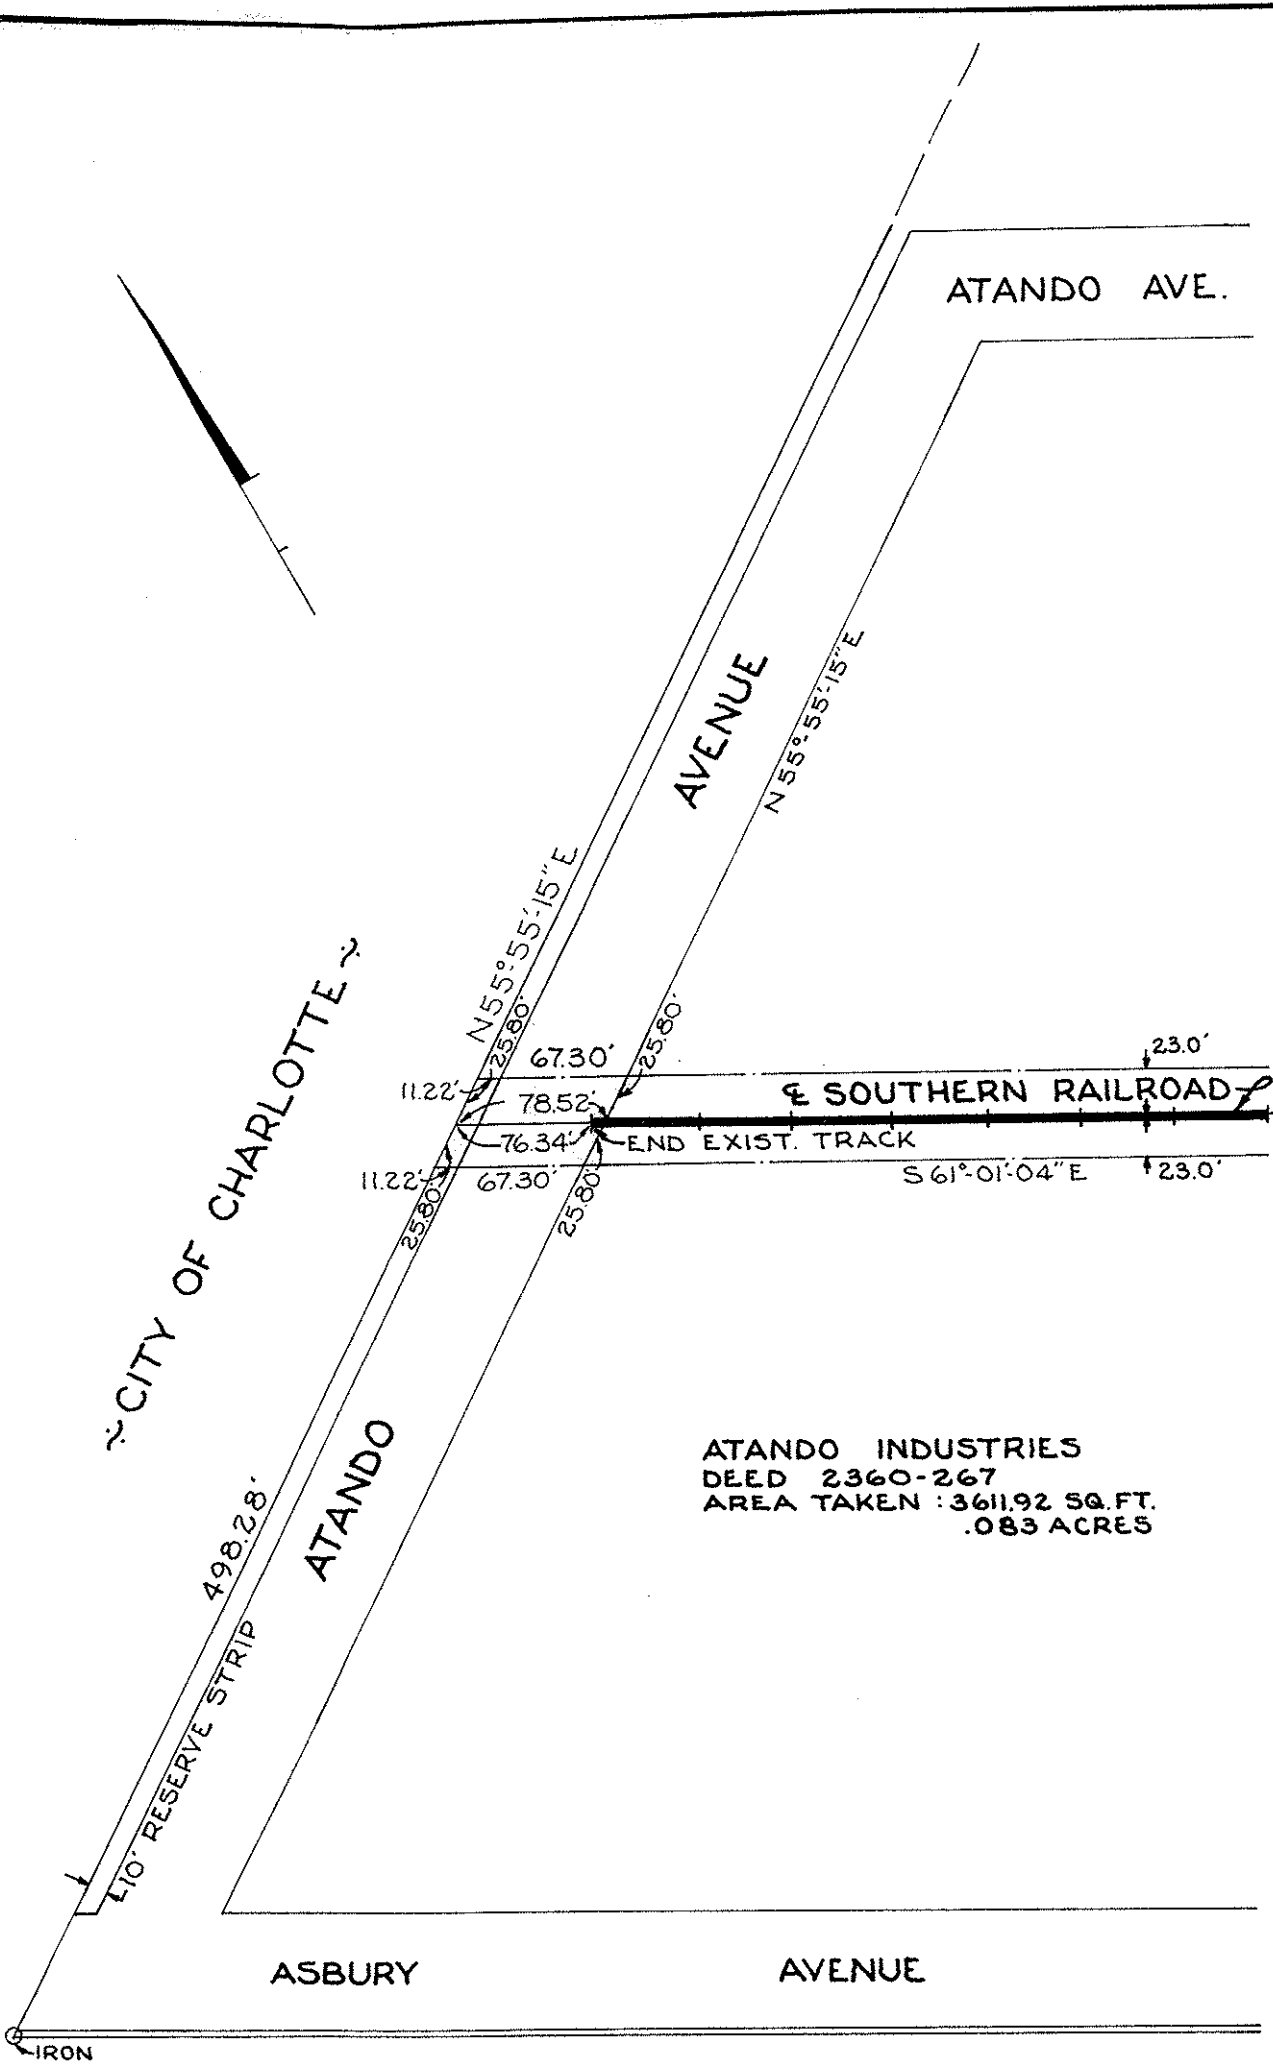 ATANDO AVE.
AVENUE
N55°-55'-15"E
N55°-55'-15"E
25.80'
25.80'
67.30'
23.0'
11.22'
78.52'
℄ SOUTHERN RAILROAD
76.34'
END EXIST. TRACK
11.22'
67.30'
S 61°-01'-04"E
23.0'
25.80'
25.80'
~CITY OF CHARLOTTE~
ATANDO
ATANDO INDUSTRIES
DEED 2360-267
AREA TAKEN : 3611.92 SQ. FT.
.083 ACRES
498.28'
10' RESERVE STRIP
ASBURY AVENUE
IRON